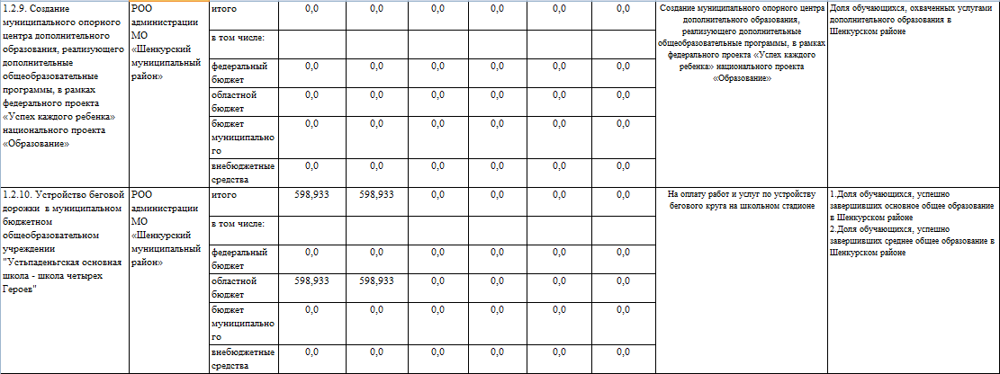 1.2.9. Создание
муниципального опорного
центра дополнительного
образования, реализующего
дополнительные
общеобразовательные
программы, в рамках
федерального проекта
«Успех каждого ребенка»
национального проекта
«Образование»
РОО
администрации
МО
«Шенкурский
муниципальный
район»
итого 0,0 0,0 0,0 0,0 0,0 0,0
в том числе:
федеральный
бюджет 0,0 0,0 0,0 0,0 0,0 0,0
областной
бюджет 0,0 0,0 0,0 0,0 0,0 0,0
бюджет
муниципально
го 0,0 0,0 0,0 0,0 0,0 0,0
внебюджетные
средства 0,0 0,0 0,0 0,0 0,0 0,0
Создание муниципального опорного центра
дополнительного образования,
реализующего дополнительные
общеобразовательные программы, в рамках
федерального проекта «Успех каждого
ребенка» национального проекта
«Образование»
Доля обучающихся, охваченных услугами
дополнительного образования в
Шенкурском районе
1.2.10. Устройство беговой
дорожки в муниципальном
бюджетном
общеобразовательном
учреждении
"Устьпаденьгская основная
школа - школа четырех
Героев"
РОО
администрации
МО
«Шенкурский
муниципальный
район»
итого 598,933 598,933 0,0 0,0 0,0 0,0
в том числе:
федеральный
бюджет 0,0 0,0 0,0 0,0 0,0 0,0
областной
бюджет 598,933 598,933 0,0 0,0 0,0 0,0
бюджет
муниципально
го 0,0 0,0 0,0 0,0 0,0 0,0
внебюджетные
средства 0,0 0,0 0,0 0,0 0,0 0,0
На оплату работ и услуг по устройству
бегового круга на школьном стадионе
1.Доля обучающихся, успешно
завершивших основное общее образование
в Шенкурском районе
2.Доля обучающихся, успешно
завершивших среднее общее образование в
Шенкурском районе